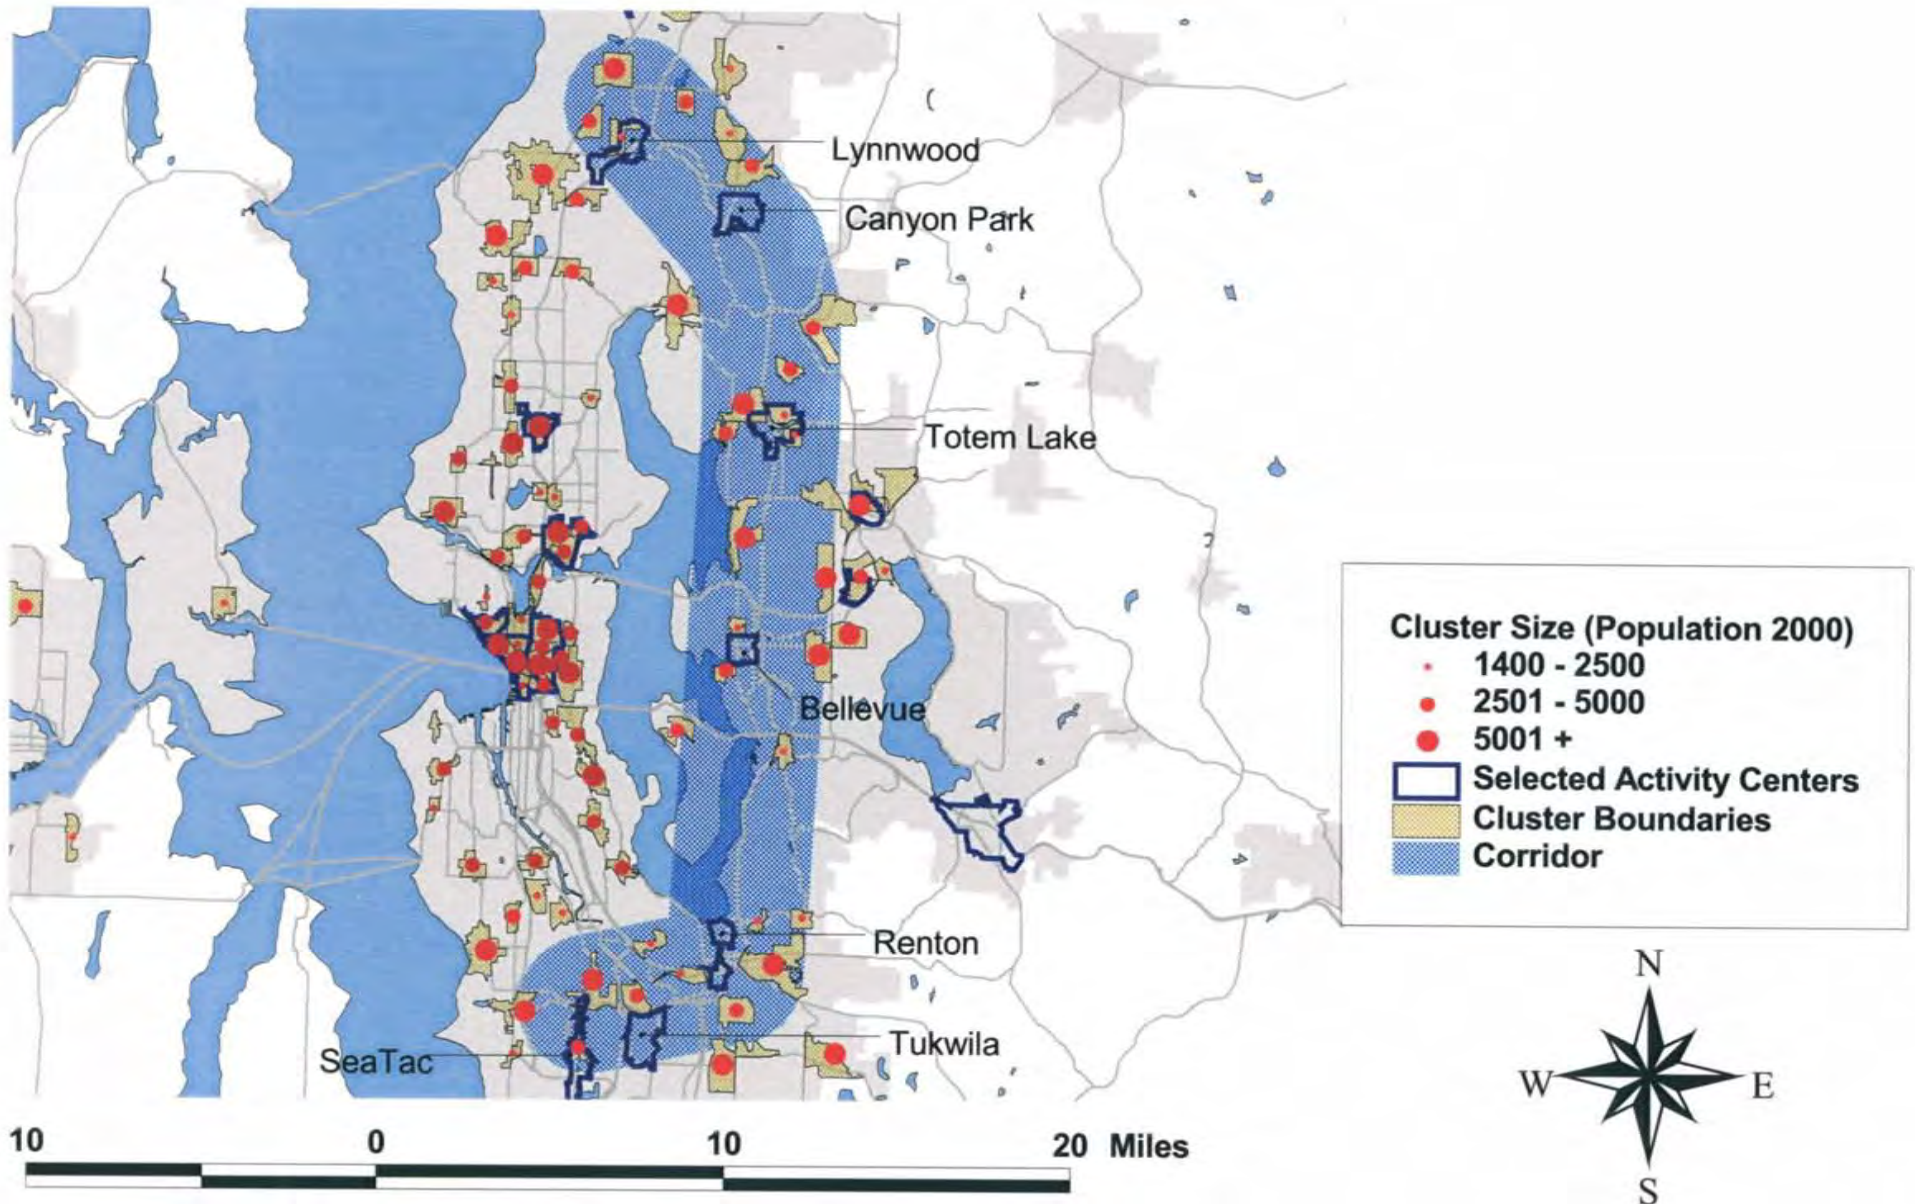 Lynnwood
Canyon Park
Totem Lake
Bellevue
Renton
Tukwila
SeaTac
Cluster Size (Population 2000)
1400 - 2500
2501 - 5000
5001 +
Selected Activity Centers
Cluster Boundaries
Corridor
N
W
E
S
10 0 10 20 Miles